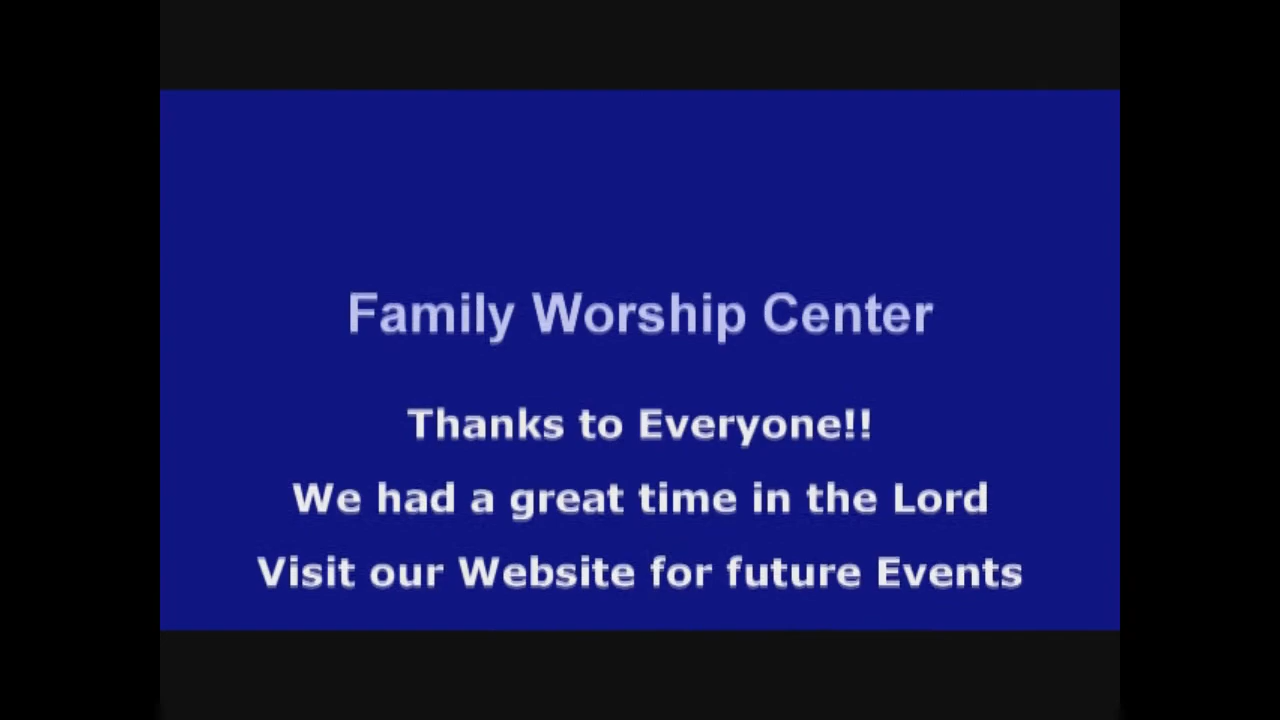 Family Worship Center
Thanks to Everyone!!
We had a great time in the Lord
Visit our Website for future Events